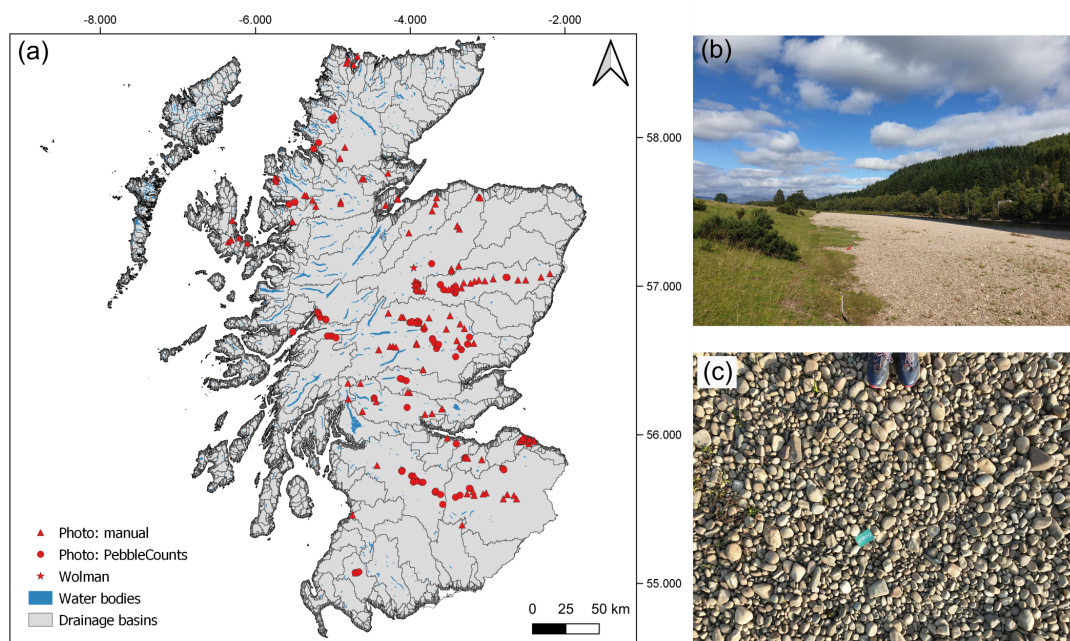 -8.000
-6.000
-4.000
-2.000
(a)
58.000
57.000
56.000
55.000
Photo: manual
Photo: PebbleCounts
Wolman
Water bodies
Drainage basins
0 25 50 km
(b)
(c)